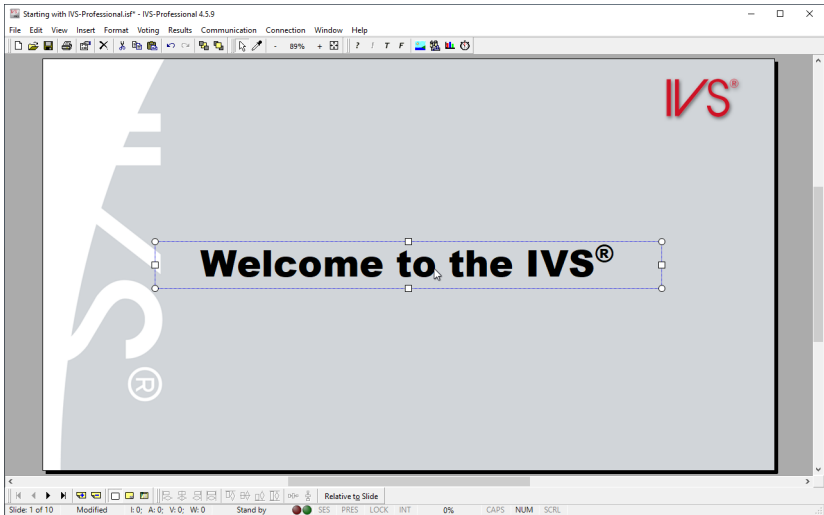 Starting with IVS-Professional.isf* - IVS-Professional 4.5.9
File Edit View Insert Format Voting Results Communication Connection Window Help
- 89% + ? ! T F
IVS®
IVS®
Welcome to the IVS®
Relative to Slide
Slide: 1 of 10 Modified I: 0; A: 0; V: 0; W: 0 Stand by SES PRES LOCK INT 0% CAPS NUM SCRL